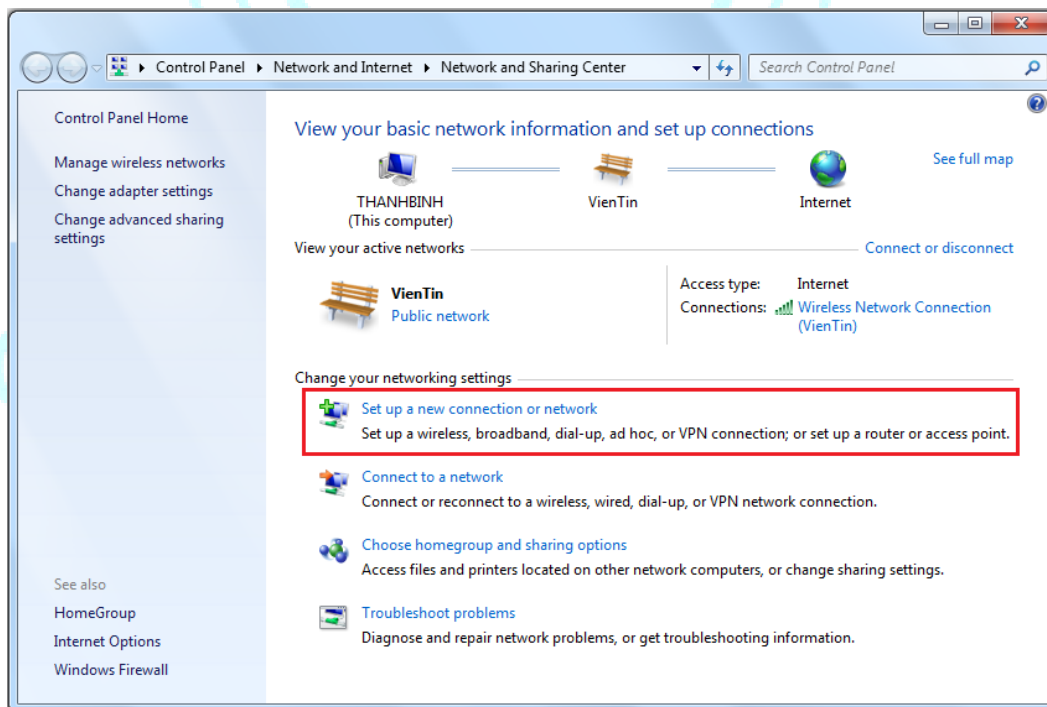 Control Panel Network and Internet Network and Sharing Center Search Control Panel
Control Panel Home
Manage wireless networks
Change adapter settings
Change advanced sharing
settings
See also
HomeGroup
Internet Options
Windows Firewall
View your basic network information and set up connections
See full map
THANHBINH
(This computer)
VienTin
Internet
View your active networks Connect or disconnect
VienTin
Public network
Access type: Internet
Connections: Wireless Network Connection
(VienTin)
Change your networking settings
Set up a new connection or network
Set up a wireless, broadband, dial-up, ad hoc, or VPN connection; or set up a router or access point.
Connect to a network
Connect or reconnect to a wireless, wired, dial-up, or VPN network connection.
Choose homegroup and sharing options
Access files and printers located on other network computers, or change sharing settings.
Troubleshoot problems
Diagnose and repair network problems, or get troubleshooting information.